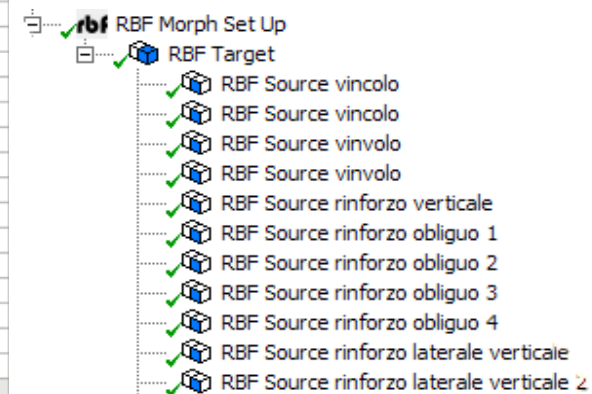 rbf RBF Morph Set Up
RBF Target
RBF Source vincolo
RBF Source vincolo
RBF Source vinvolo
RBF Source vinvolo
RBF Source rinforzo verticale
RBF Source rinforzo obliguo 1
RBF Source rinforzo obliguo 2
RBF Source rinforzo obliguo 3
RBF Source rinforzo obliguo 4
RBF Source rinforzo laterale verticale
RBF Source rinforzo laterale verticale 2